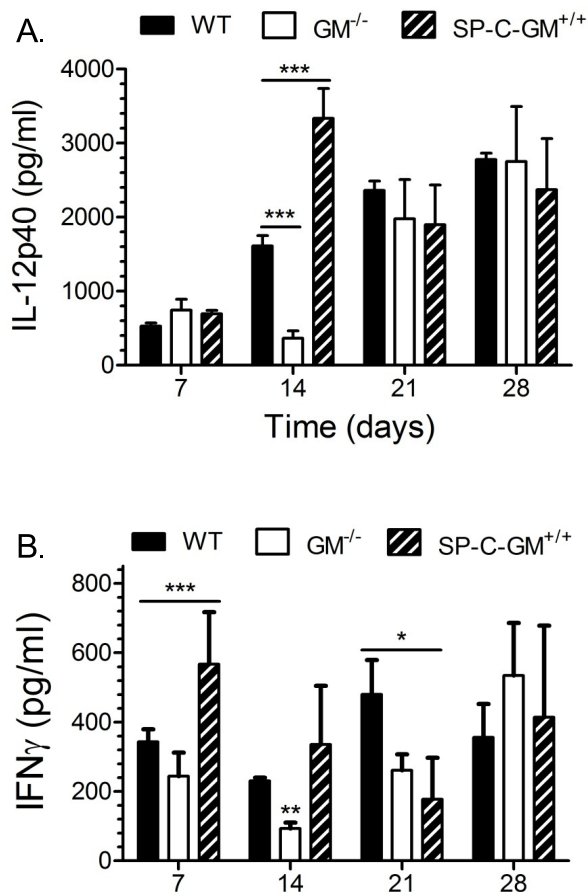 A.
WT GM-/- SP-C-GM+/+
IL-12p40 (pg/ml)
4000
3000
2000
1000
0
***
***
7 14 21 28
Time (days)
B.
WT GM-/- SP-C-GM+/+
IFNγ (pg/ml)
800
600
400
200
0
***
**
*
7 14 21 28